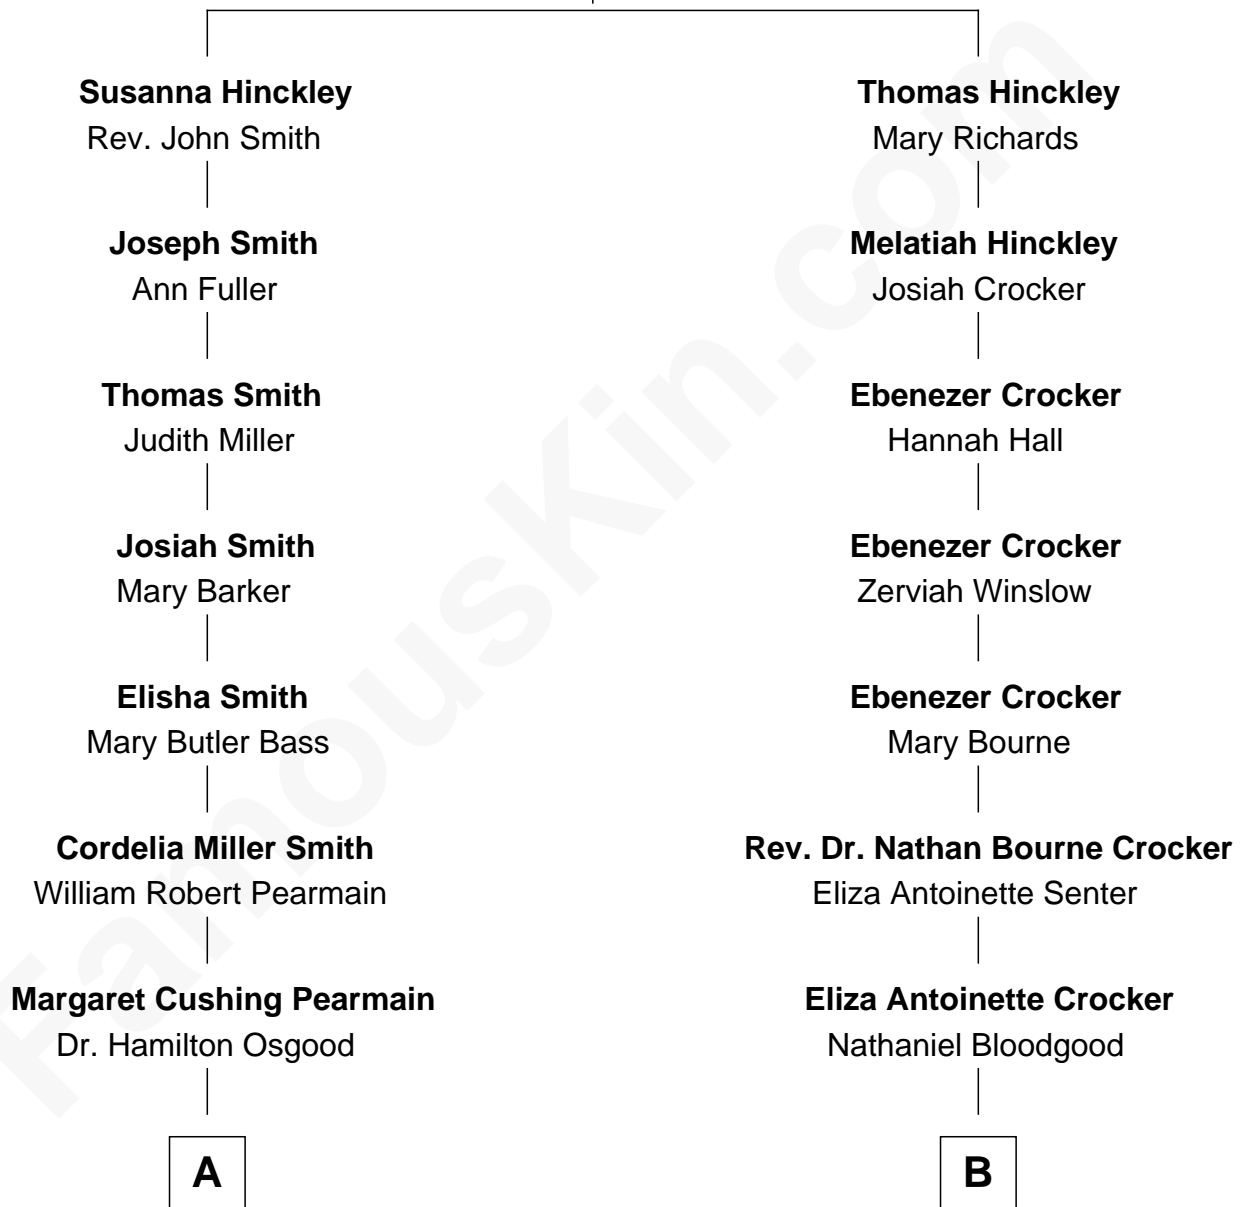 Susanna Hinckley
Rev. John Smith
Joseph Smith
Ann Fuller
Thomas Smith
Judith Miller
Josiah Smith
Mary Barker
Elisha Smith
Mary Butler Bass
Cordelia Miller Smith
William Robert Pearmain
Margaret Cushing Pearmain
Dr. Hamilton Osgood
A
Thomas Hinckley
Mary Richards
Melatiah Hinckley
Josiah Crocker
Ebenezer Crocker
Hannah Hall
Ebenezer Crocker
Zerviah Winslow
Ebenezer Crocker
Mary Bourne
Rev. Dr. Nathan Bourne Crocker
Eliza Antoinette Senter
Eliza Antoinette Crocker
Nathaniel Bloodgood
B
FamousKin.com